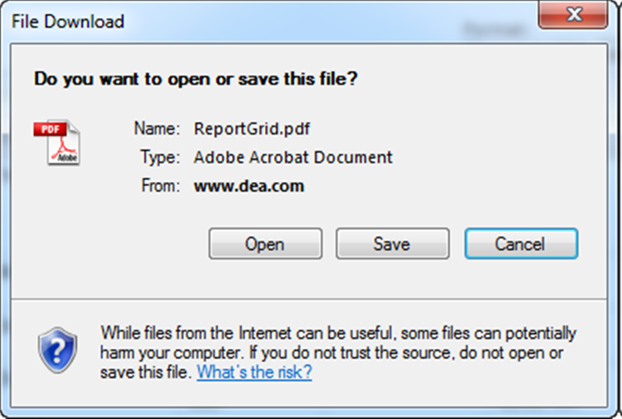 File Download
Do you want to open or save this file?
PDF
Adobe
Name: ReportGrid.pdf
Type: Adobe Acrobat Document
From: www.dea.com
Open Save Cancel
While files from the Internet can be useful, some files can potentially
harm your computer. If you do not trust the source, do not open or
save this file. What's the risk?